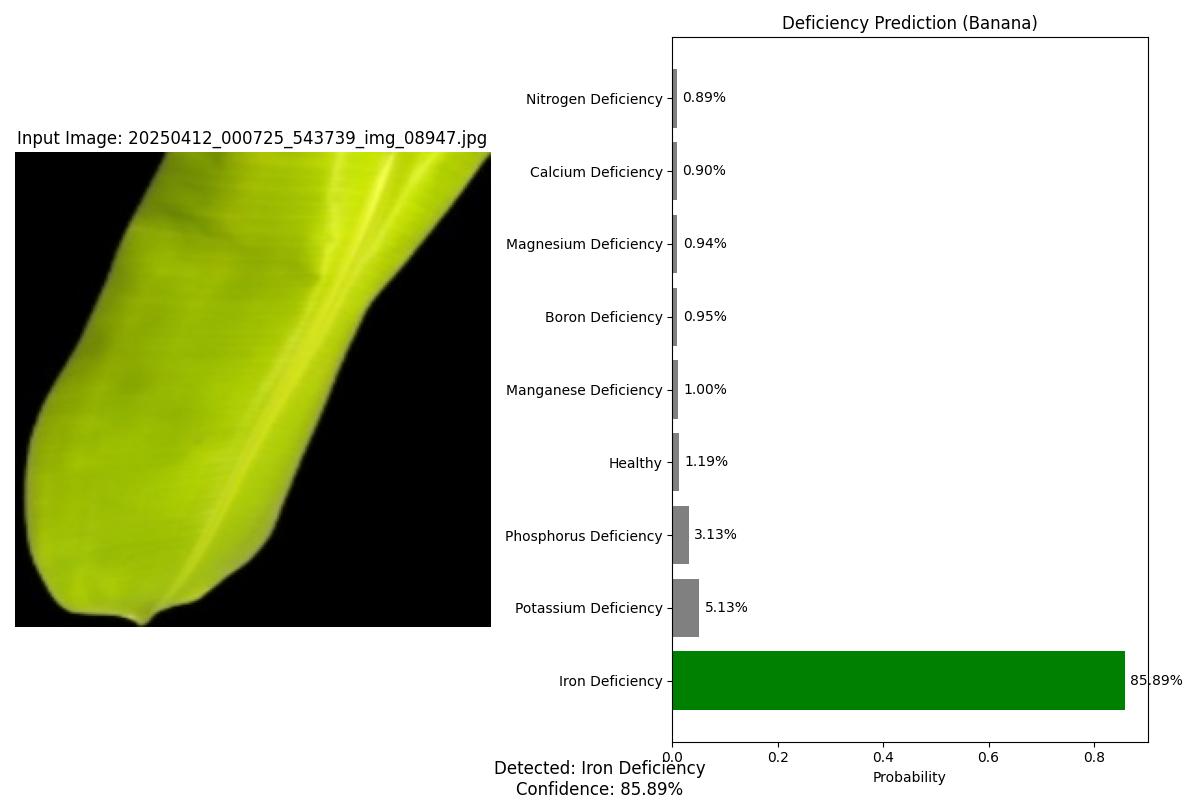 Deficiency Prediction (Banana)
Input Image: 20250412_000725_543739_img_08947.jpg
Nitrogen Deficiency 0.89%
Calcium Deficiency 0.90%
Magnesium Deficiency 0.94%
Boron Deficiency 0.95%
Manganese Deficiency 1.00%
Healthy 1.19%
Phosphorus Deficiency 3.13%
Potassium Deficiency 5.13%
Iron Deficiency 85.89%
0.0 0.2 0.4 0.6 0.8
Probability
Detected: Iron Deficiency
Confidence: 85.89%